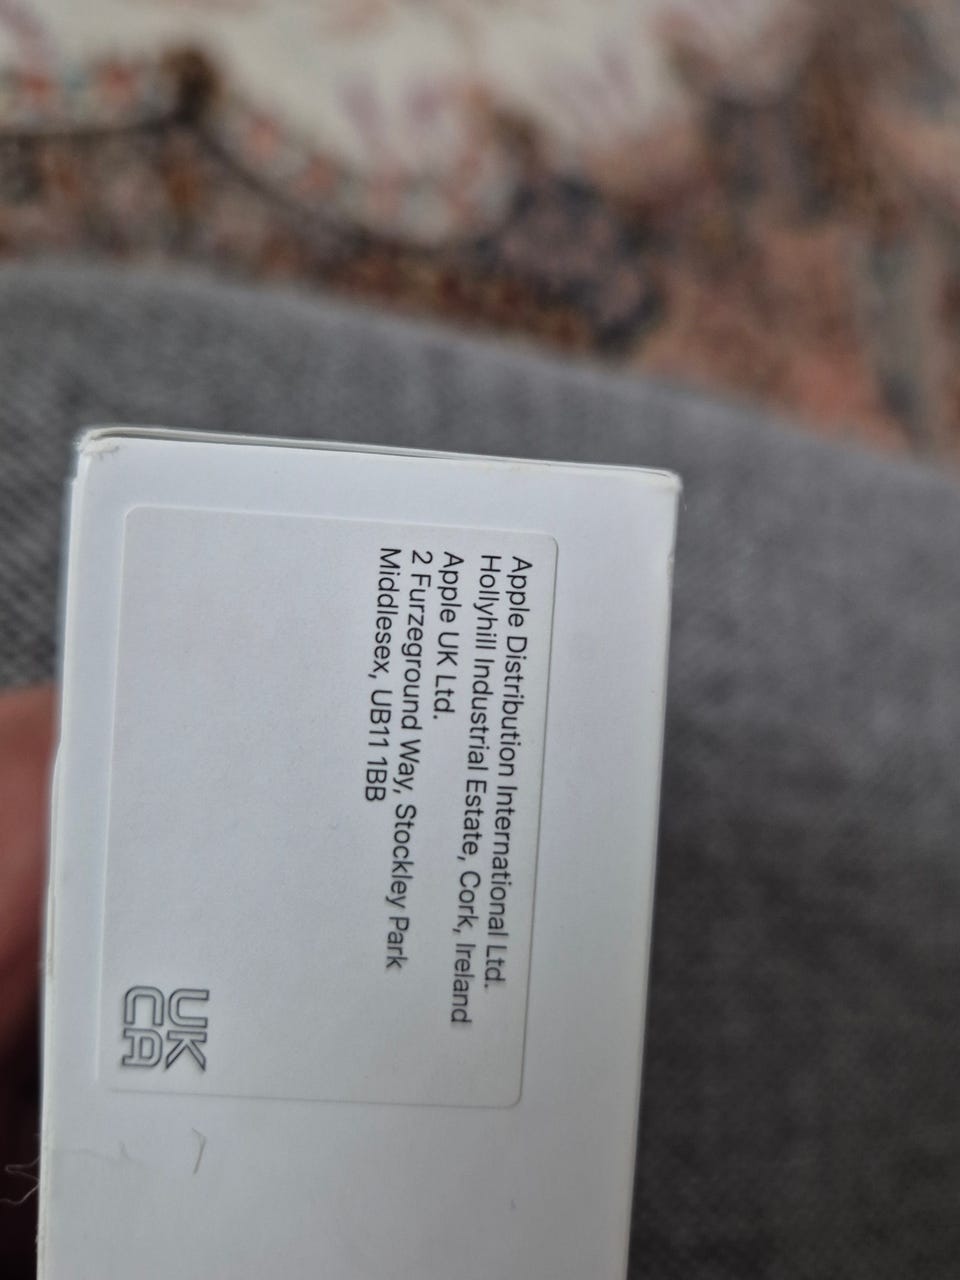 Apple Distribution International Ltd.
Hollyhill Industrial Estate, Cork, Ireland
Apple UK Ltd.
2 Furzeground Way, Stockley Park
Middlesex, UB11 1BB
UK
CA